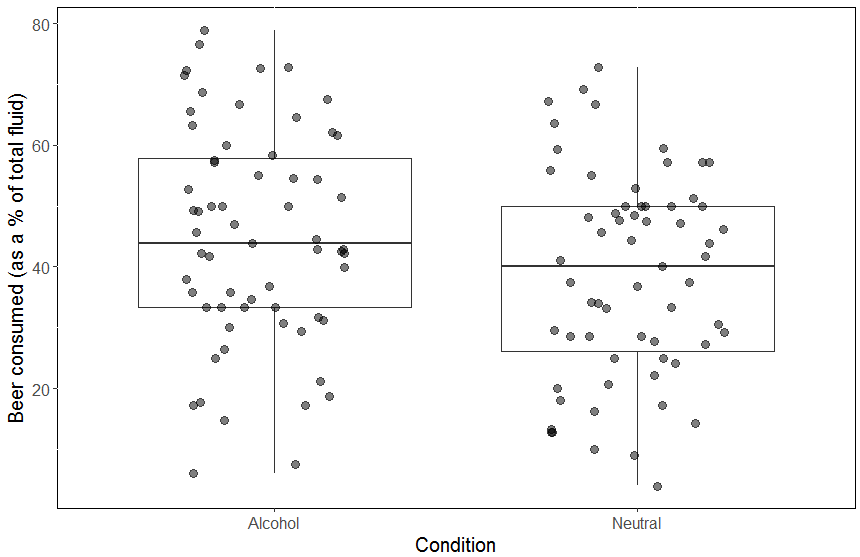 Beer consumed (as a % of total fluid)
80
60
40
20
Alcohol
Neutral
Condition